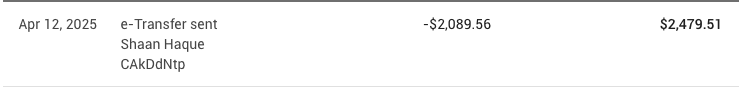 Apr 12, 2025 e-Transfer sent -$2,089.56 $2,479.51
Shaan Haque
CAkDdNtp